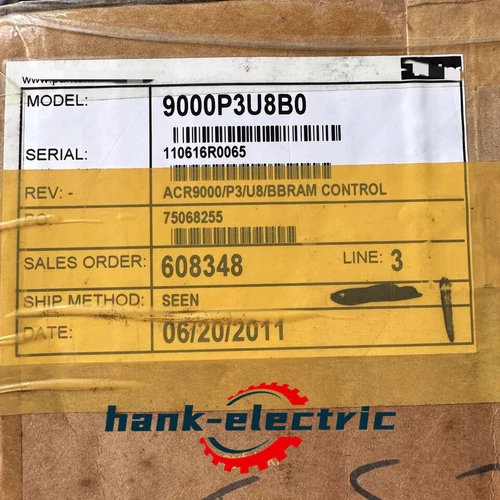 MODEL: 9000P3U8B0
SERIAL: 110616R0065
REV: - ACR9000/P3/U8/BBRAM CONTROL
75068255
SALES ORDER: 608348 LINE: 3
SHIP METHOD: SEEN
DATE: 06/20/2011
hank-electric